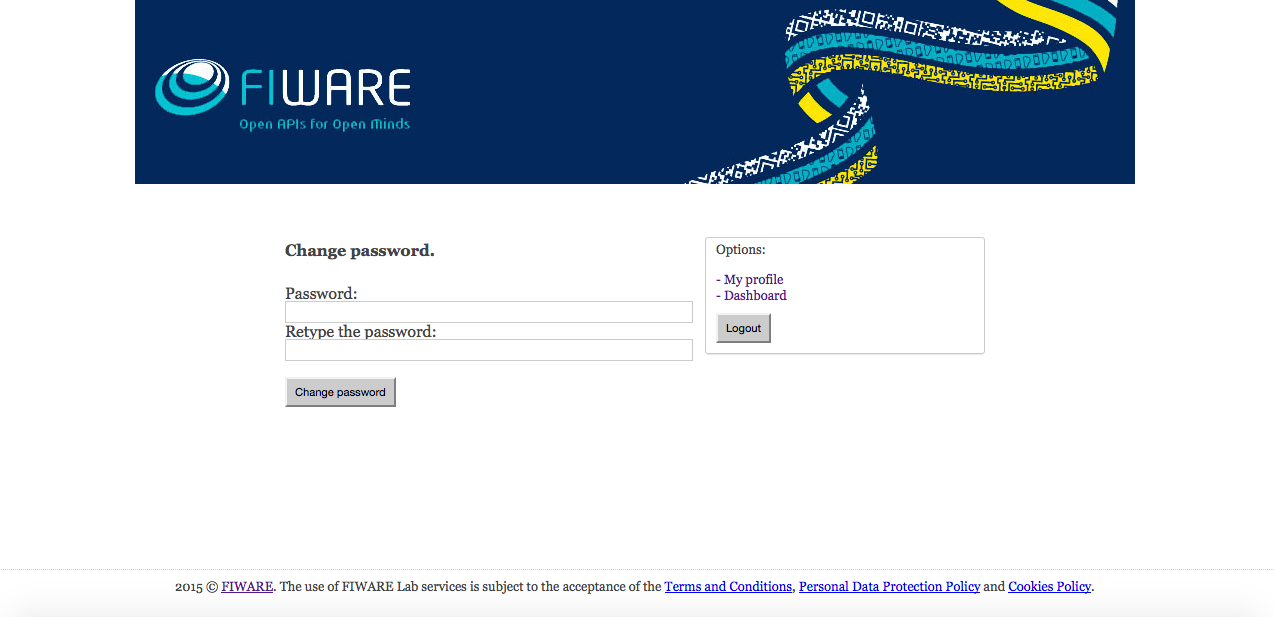 FIWARE
Open APIs for Open Minds
Change password.
Password:
Retype the password:
Change password
Options:
- My profile
- Dashboard
Logout
2015 © FIWARE. The use of FIWARE Lab services is subject to the acceptance of the Terms and Conditions, Personal Data Protection Policy and Cookies Policy.